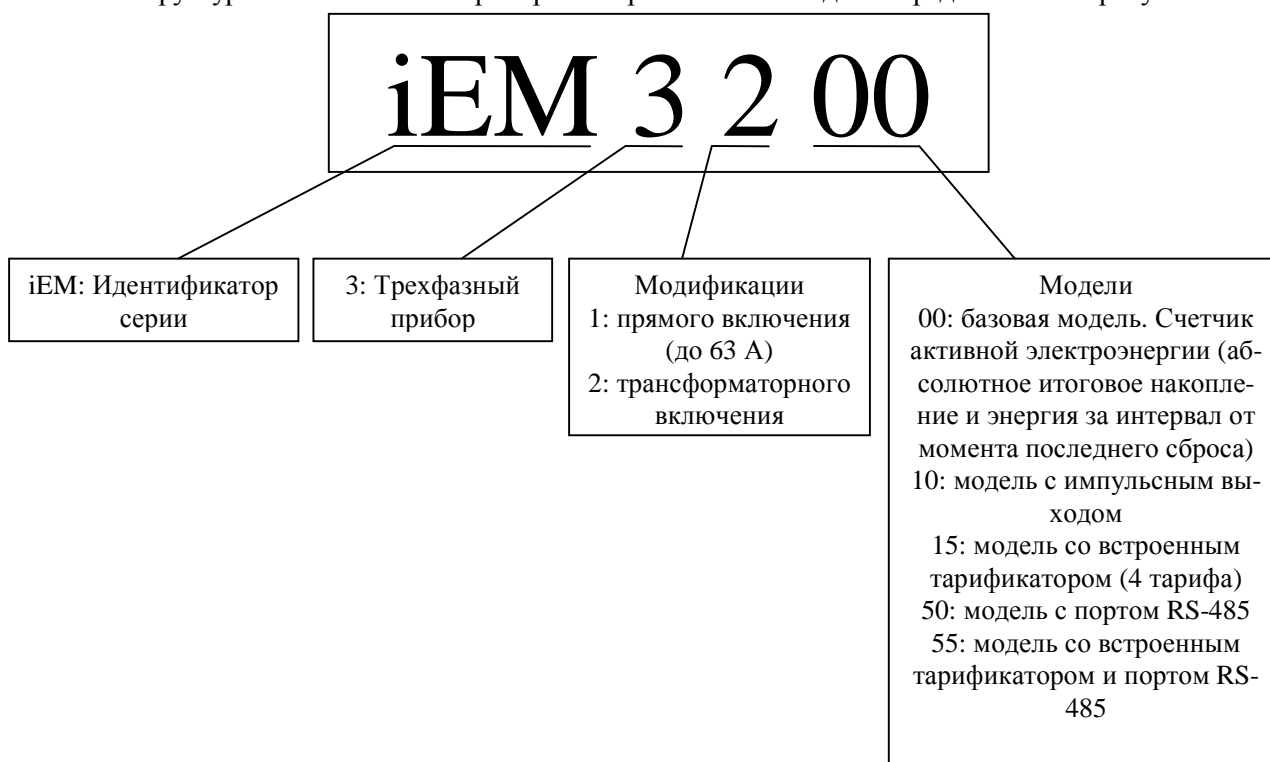 iEM 3 2 00
iEM: Идентификатор
серии
3: Трехфазный
прибор
Модификации
1: прямого включения
(до 63 А)
2: трансформаторного
включения
Модели
00: базовая модель. Счетчик
активной электроэнергии (аб-
солютное итоговое накопле-
ние и энергия за интервал от
момента последнего сброса)
10: модель с импульсным вы-
ходом
15: модель со встроенным
тарификатором (4 тарифа)
50: модель с портом RS-485
55: модель со встроенным
тарификатором и портом RS-
485